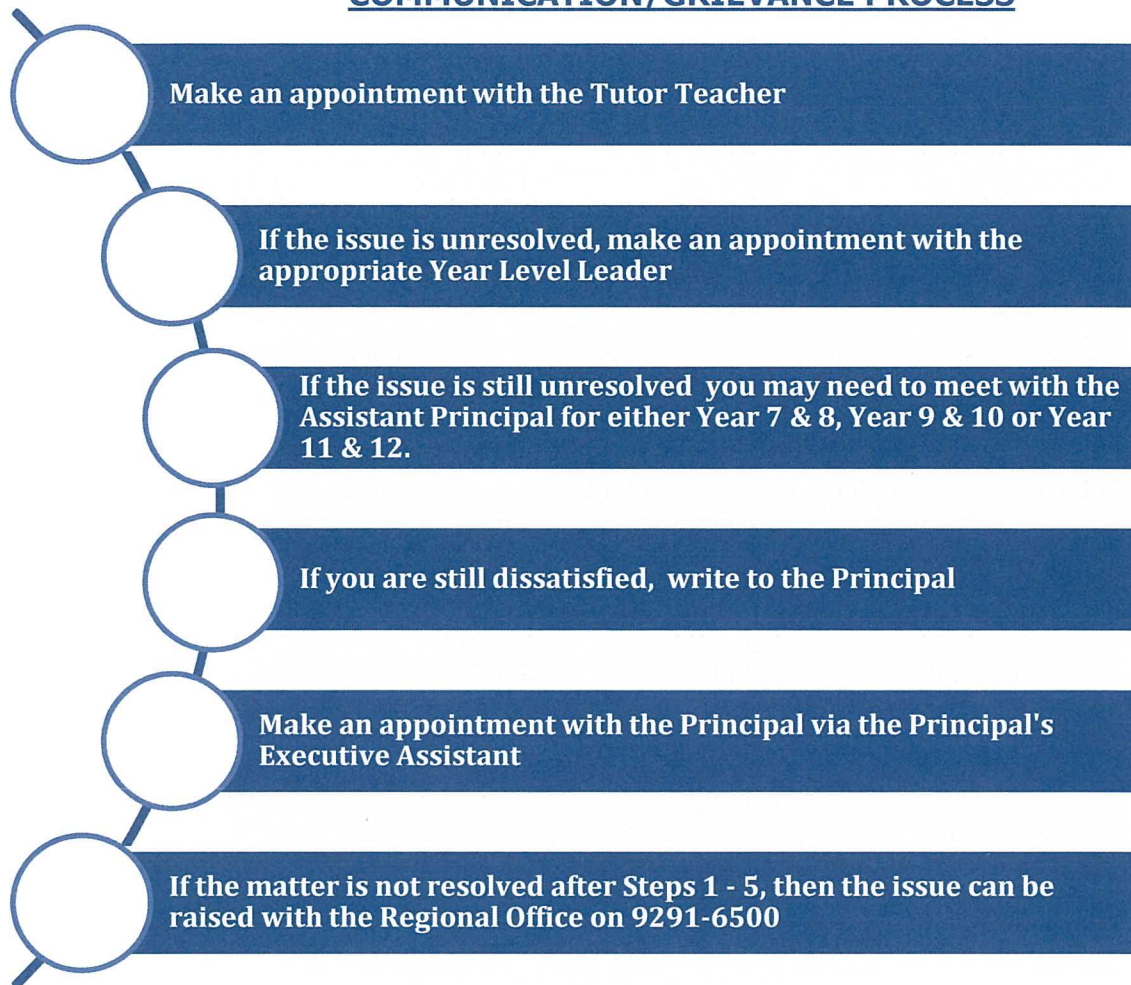 COMMUNICATION/GRIEVANCE PROCESS
Make an appointment with the Tutor Teacher
If the issue is unresolved, make an appointment with the
appropriate Year Level Leader
If the issue is still unresolved you may need to meet with the
Assistant Principal for either Year 7 & 8, Year 9 & 10 or Year
11 & 12.
If you are still dissatisfied, write to the Principal
Make an appointment with the Principal via the Principal's
Executive Assistant
If the matter is not resolved after Steps 1 - 5, then the issue can be
raised with the Regional Office on 9291-6500